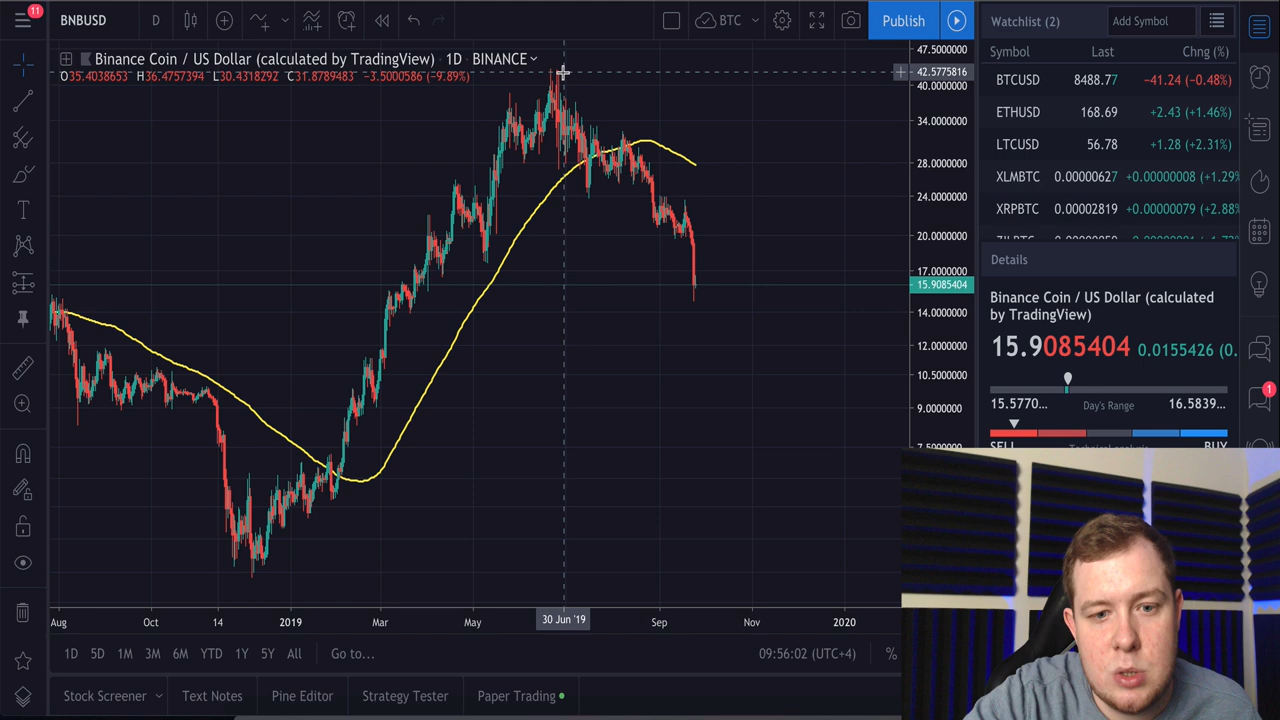 11
BNBUSD
D
BTC
Publish
Binance Coin / US Dollar (calculated by TradingView) 1D BINANCE
O35.4038653 H36.4757394 L30.4318292 C31.8789483 −3.5000586 (−9.89%)
47.5000000
42.5775816
40.0000000
34.0000000
28.0000000
24.0000000
20.0000000
17.0000000
15.9085404
14.0000000
12.0000000
10.5000000
9.0000000
Aug
Oct
14
2019
Mar
May
30 Jun '19
Sep
Nov
2020
1D 5D 1M 3M 6M YTD 1Y 5Y All Go to...
09:56:02 (UTC+4) %
Stock Screener
Text Notes
Pine Editor
Strategy Tester
Paper Trading
Watchlist (2)
Add Symbol
Symbol Last Chng (%)
BTCUSD 8488.77 −41.24 (−0.48%)
ETHUSD 168.69 +2.43 (+1.46%)
LTCUSD 56.78 +1.28 (+2.31%)
XLMBTC 0.00000627 +0.00000008 (+1.29%
XRPBTC 0.00002819 +0.00000079 (+2.88%
Details
Binance Coin / US Dollar (calculated
by TradingView)
15.9085404 0.0155426 (0.
15.5770... Day's Range 16.5839...
SELL BUY
1